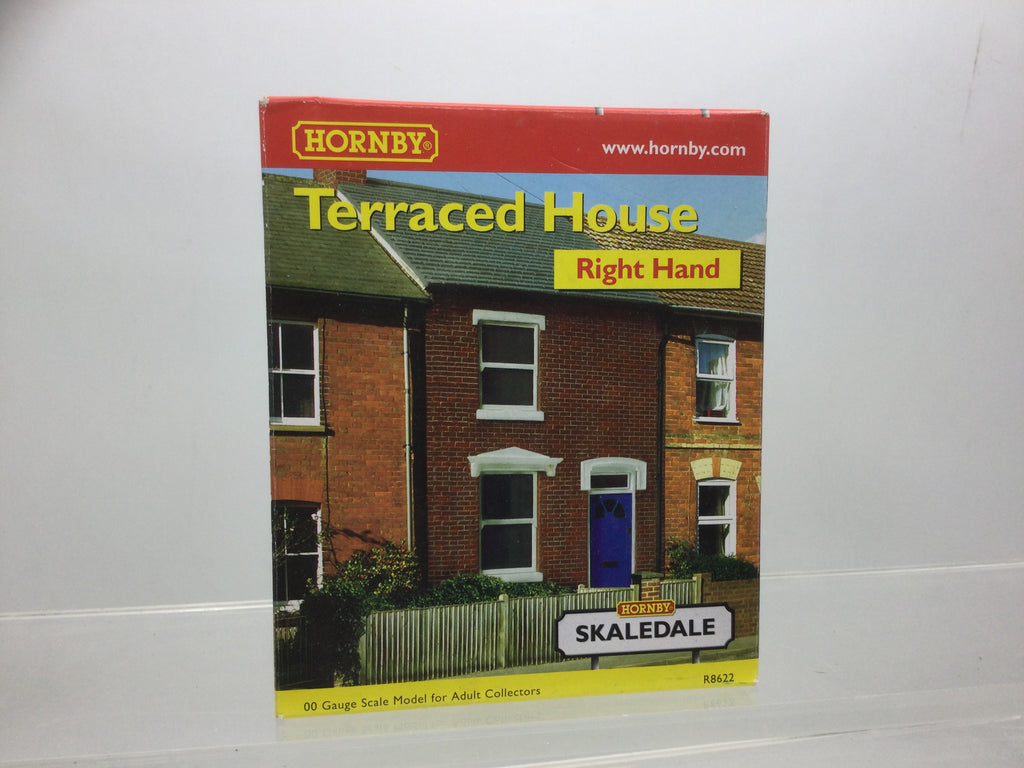 HORNBY®
www.hornby.com
Terraced House
Right Hand
HORNBY
SKALEDALE
00 Gauge Scale Model for Adult Collectors
R8622